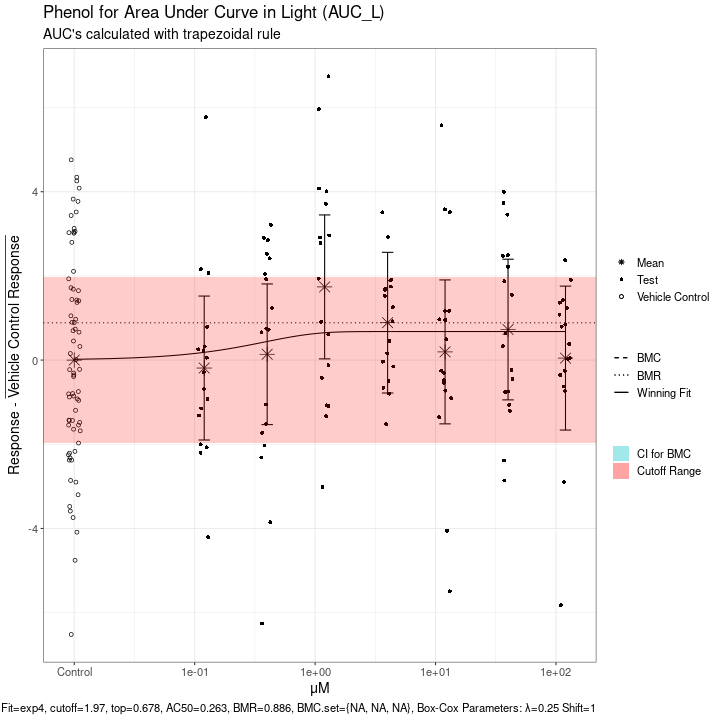 Phenol for Area Under Curve in Light (AUC_L)
AUC's calculated with trapezoidal rule
Response - Vehicle Control Response
4
0
-4
Control
1e-01
1e+00
1e+01
1e+02
µM
Mean
Test
Vehicle Control
BMC
BMR
Winning Fit
CI for BMC
Cutoff Range
Fit=exp4, cutoff=1.97, top=0.678, AC50=0.263, BMR=0.886, BMC.set={NA, NA, NA}, Box-Cox Parameters: λ=0.25 Shift=1